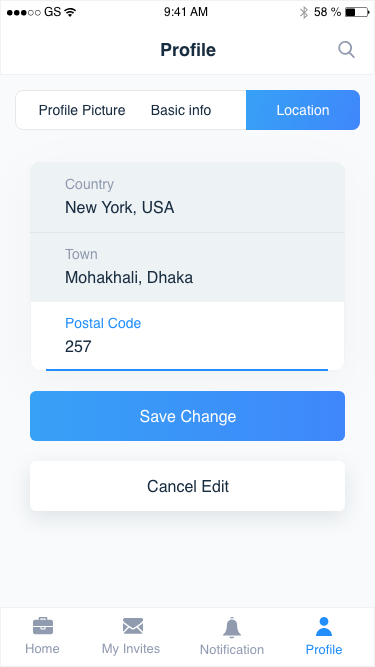 GS 9:41 AM 58 %
Profile
Profile Picture Basic info Location
Country
New York, USA
Town
Mohakhali, Dhaka
Postal Code
257
Save Change
Cancel Edit
Home My Invites Notification Profile